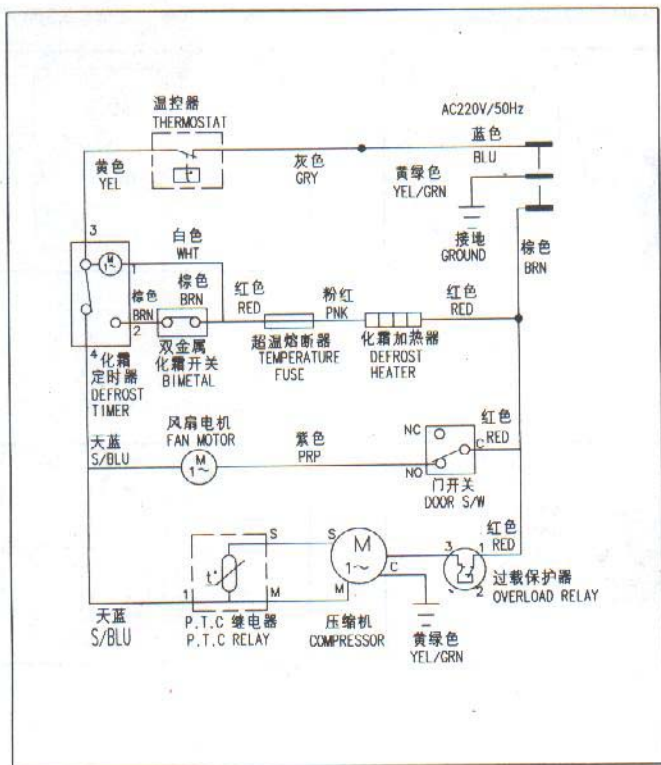 温控器
THERMOSTAT
AC220V/50Hz
蓝色
BLU
黄色
YEL
灰色
GRY
黄绿色
YEL/GRN
接地
GROUND
棕色
BRN
3
白色
WHT
M
1~
1
棕色
BRN
2
棕色
BRN
红色
RED
粉红
PNK
红色
RED
4
化霜
定时器
DEFROST
TIMER
双金属
化霜开关
BIMETAL
超温熔断器
TEMPERATURE
FUSE
化霜加热器
DEFROST
HEATER
天蓝
S/BLU
风扇电机
FAN MOTOR
M
1~
紫色
PRP
NC
C
NO
红色
RED
门开关
DOOR S/W
红色
RED
S
S
M
1~
C
3
1
2
t°
1
M
M
过载保护器
OVERLOAD RELAY
天蓝
S/BLU
P.T.C 继电器
P.T.C RELAY
压缩机
COMPRESSOR
黄绿色
YEL/GRN